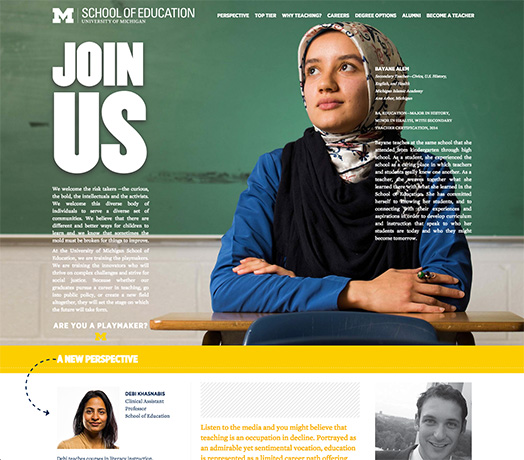 M SCHOOL OF EDUCATION
UNIVERSITY OF MICHIGAN
PERSPECTIVE TOP TIER WHY TEACHING? CAREERS DEGREE OPTIONS ALUMNI BECOME A TEACHER
JOIN
US
We welcome the risk takers —the curious,
the bold, the intellectuals and the activists.
We welcome this diverse body of
individuals to serve a diverse set of
communities. We believe that there are
different and better ways for children to
learn and we know that sometimes the
mold must be broken for things to improve.
At the University of Michigan School of
Education, we are training the playmakers.
We are training the innovators who will
thrive on complex challenges and strive for
social justice. Because whether our
graduates pursue a career in teaching, go
into public policy, or create a new field
altogether, they will set the stage on which
the future will take form.
ARE YOU A PLAYMAKER?
M
BAYANE ALEM
Secondary Teacher—Civics, U.S. History,
English, and Health
Michigan Islamic Academy
Ann Arbor, Michigan
BA, EDUCATION—MAJOR IN HISTORY,
MINOR IN HEALTH, WITH SECONDARY
TEACHER CERTIFICATION, 2014
Bayane teaches at the same school that she
attended from kindergarten through high
school. As a student, she experienced the
school as a caring place in which teachers
and students really knew one another. As a
teacher, she weaves together what she
learned there with what she learned in the
School of Education. She has committed
herself to knowing her students, and to
connecting with their experiences and
aspirations in order to develop curriculum
and instruction that speak to who her
students are today and who they might
become tomorrow.
A NEW PERSPECTIVE
DEBI KHASNABIS
Clinical Assistant
Professor
School of Education
Debi teaches courses in literacy instruction,
Listen to the media and you might believe that
teaching is an occupation in decline. Portrayed as
an admirable yet sentimental vocation, education
is represented as a limited career path offering